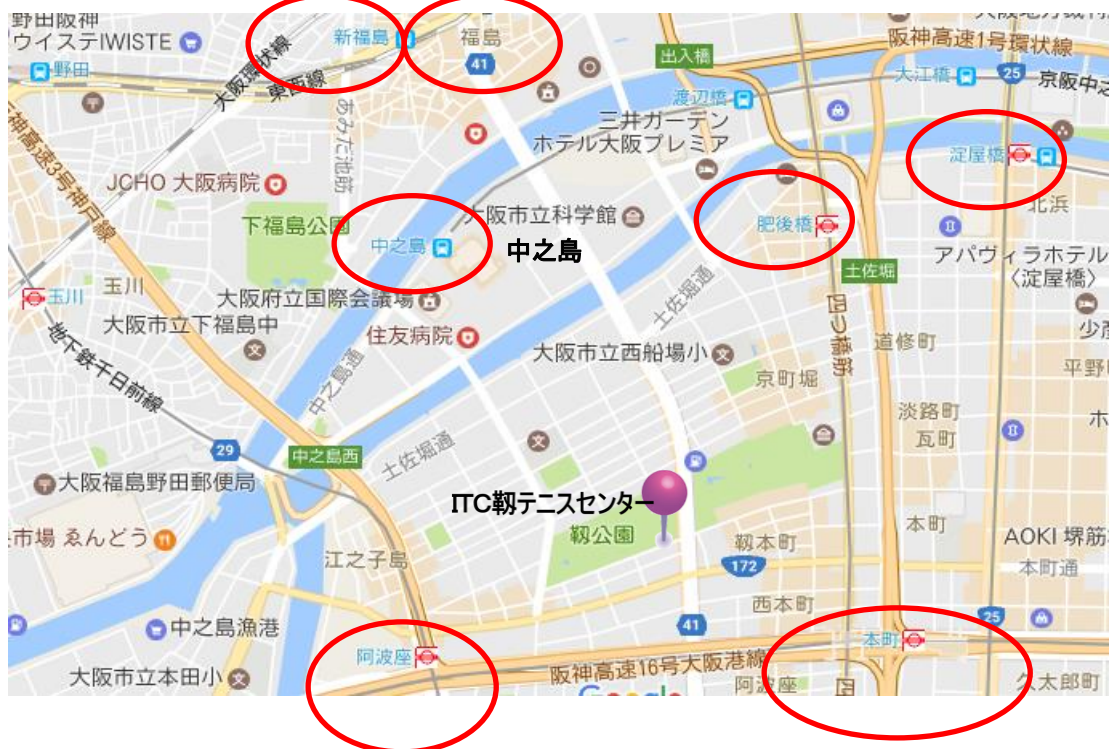 野田阪神
ウイステIWISTE
新福島
福島
阪神高速1号環状線
41
出入橋
野田
大阪環状線
東西線
大江橋
25
京阪中之
渡辺橋
あみだ池筋
三井ガーデン
ホテル大阪プレミア
淀屋橋
神高速3号神戸線
JCHO 大阪病院
北浜
下福島公園
大阪市立科学館
肥後橋
中之島
中之島
アパヴィラホテル
〈淀屋橋〉
土佐堀
玉川
玉川
大阪府立国際会議場
土佐堀通
四つ橋筋
大阪市立下福島中
住友病院
道修町
大阪市立西船場小
平野
地下鉄千日前線
中之島通
京町堀
淡路町
瓦町
ホ
29
中之島西
土佐堀通
大阪福島野田郵便局
ITC靱テニスセンター
市場 ゑんどう
靱公園
靱本町
本町
AOKI 堺筋
江之子島
172
本町通
西本町
中之島漁港
41
25
阿波座
本町
阪神高速16号大阪港線
大阪市立本田小
阿波座
四
久太郎町
Google